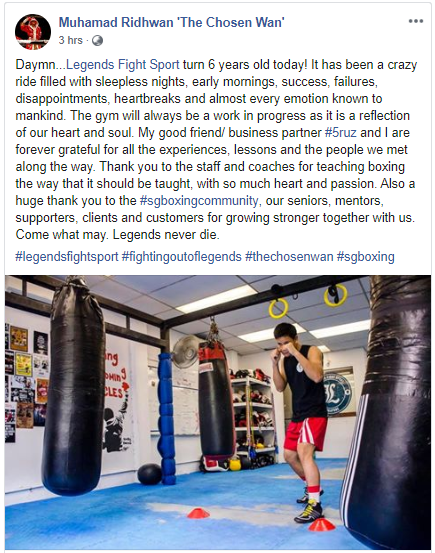 Muhamad Ridhwan 'The Chosen Wan'
3 hrs ·
Daymn...Legends Fight Sport turn 6 years old today! It has been a crazy
ride filled with sleepless nights, early mornings, success, failures,
disappointments, heartbreaks and almost every emotion known to
mankind. The gym will always be a work in progress as it is a reflection
of our heart and soul. My good friend/ business partner #5ruz and I are
forever grateful for all the experiences, lessons and the people we met
along the way. Thank you to the staff and coaches for teaching boxing
the way that it should be taught, with so much heart and passion. Also a
huge thank you to the #sgboxingcommunity, our seniors, mentors,
supporters, clients and customers for growing stronger together with us.
Come what may. Legends never die.
#legendsfightsport #fightingoutoflegends #thechosenwan #sgboxing